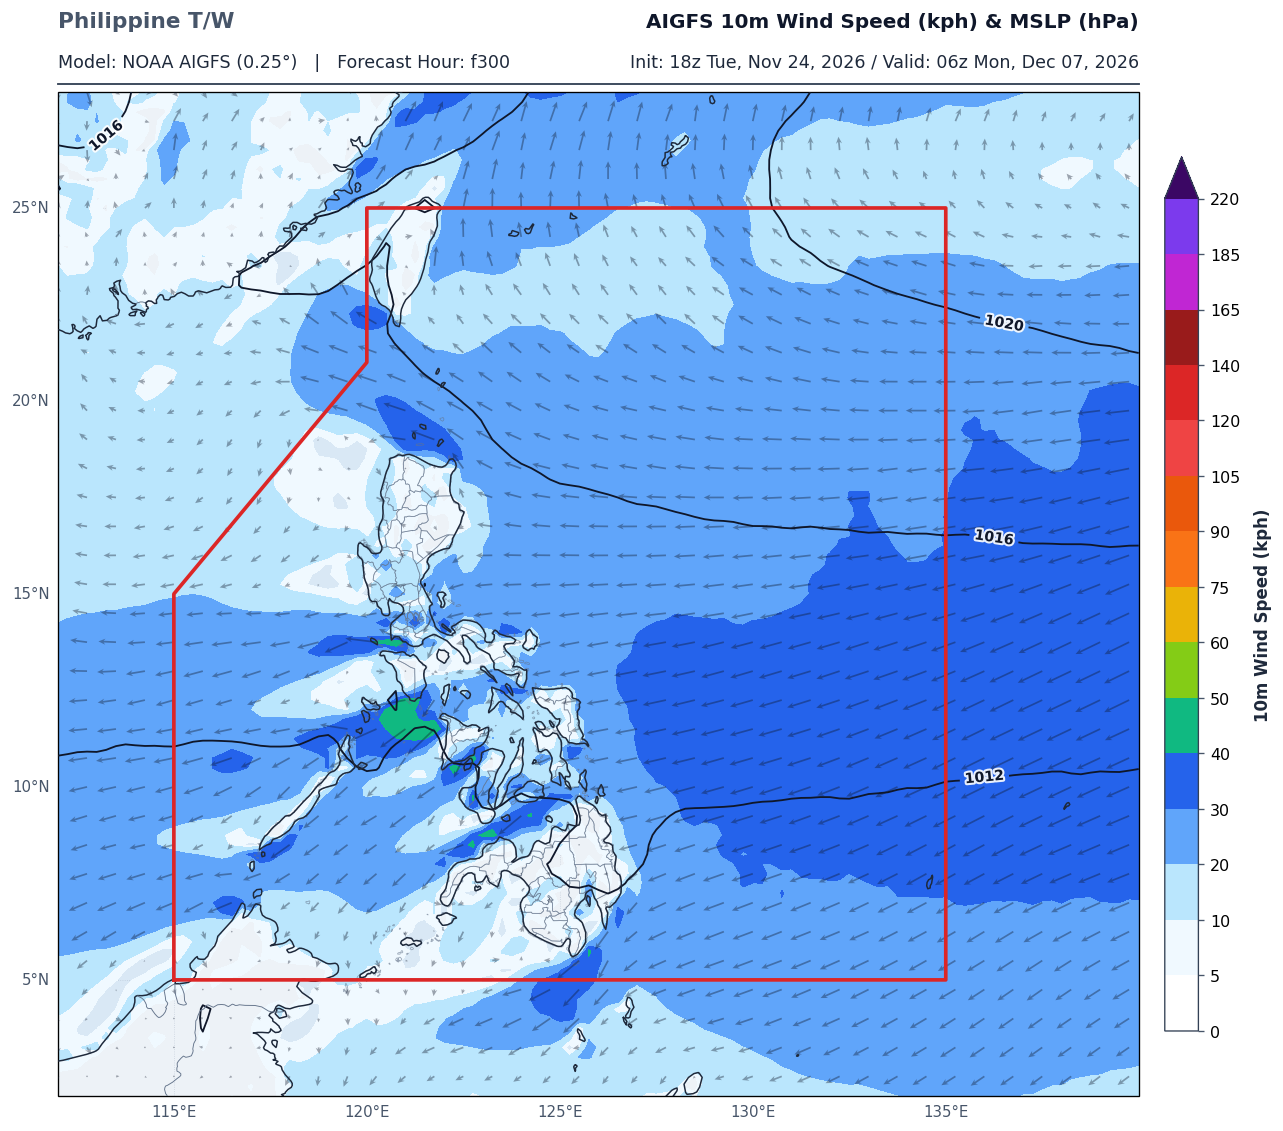 Philippine T/W
AIGFS 10m Wind Speed (kph) & MSLP (hPa)
Model: NOAA AIGFS (0.25°)   |   Forecast Hour: f300
Init: 18z Tue, Nov 24, 2026 / Valid: 06z Mon, Dec 07, 2026
1016
1020
1016
1012
25°N
20°N
15°N
10°N
5°N
115°E
120°E
125°E
130°E
135°E
220
185
165
140
120
105
90
75
60
50
40
30
20
10
5
0
10m Wind Speed (kph)